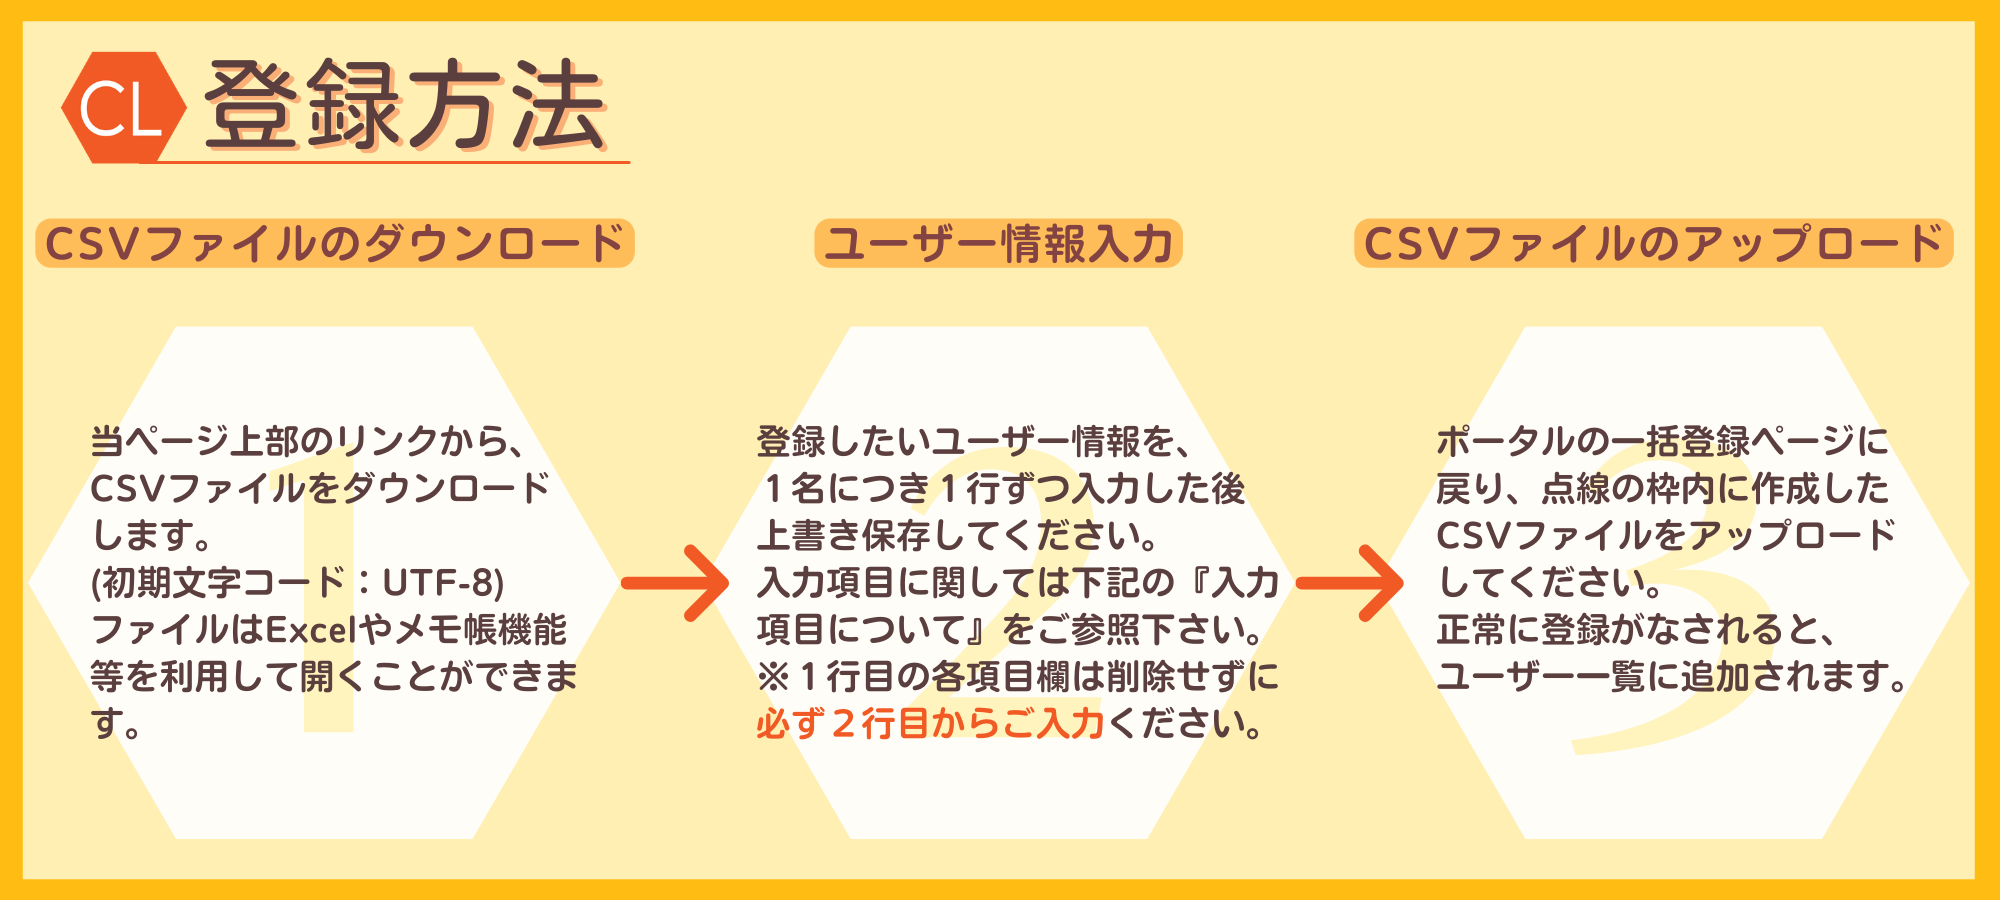 CL 登録方法
CSVファイルのダウンロード
1
当ページ上部のリンクから、
CSVファイルをダウンロード
します。
(初期文字コード：UTF-8)
ファイルはExcelやメモ帳機能
等を利用して開くことができま
す。
ユーザー情報入力
2
登録したいユーザー情報を、
１名につき１行ずつ入力した後
上書き保存してください。
入力項目に関しては下記の『入力
項目について』をご参照下さい。
※１行目の各項目欄は削除せずに
必ず２行目からご入力ください。
CSVファイルのアップロード
3
ポータルの一括登録ページに
戻り、点線の枠内に作成した
CSVファイルをアップロード
してください。
正常に登録がなされると、
ユーザー一覧に追加されます。